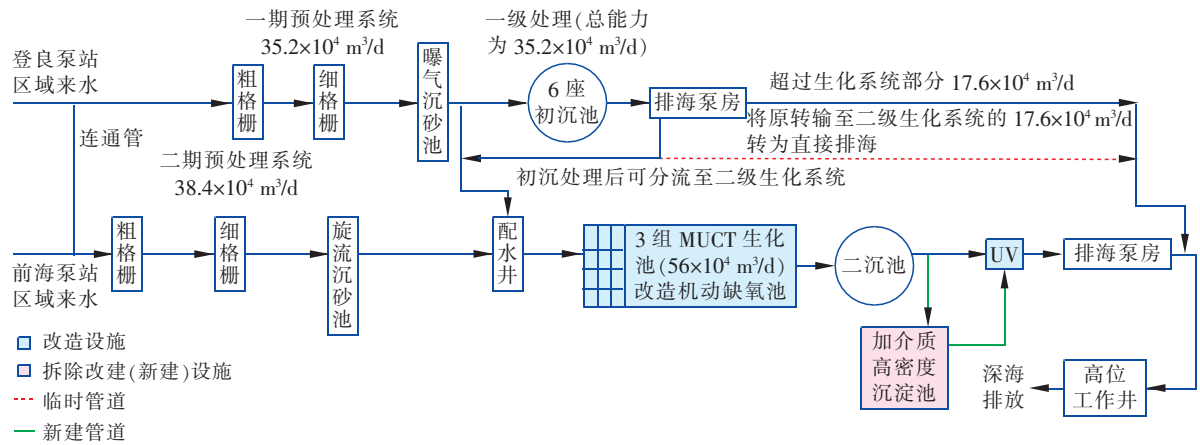 一期预处理系统
35.2×10⁴ m³/d
一级处理(总能力
为 35.2×10⁴ m³/d)
登良泵站
区域来水
粗格栅
细格栅
曝气沉砂池
6 座
初沉池
排海泵房
超过生化系统部分 17.6×10⁴ m³/d
将原转输至二级生化系统的 17.6×10⁴ m³/d
转为直接排海
连通管
二期预处理系统
38.4×10⁴ m³/d
初沉处理后可分流至二级生化系统
前海泵站
区域来水
粗格栅
细格栅
旋流沉砂池
配水井
3 组 MUCT 生化
池(56×10⁴ m³/d)
改造机动缺氧池
二沉池
UV
排海泵房
加介质
高密度
沉淀池
深海
排放
高位
工作井
改造设施
拆除改建(新建)设施
临时管道
新建管道